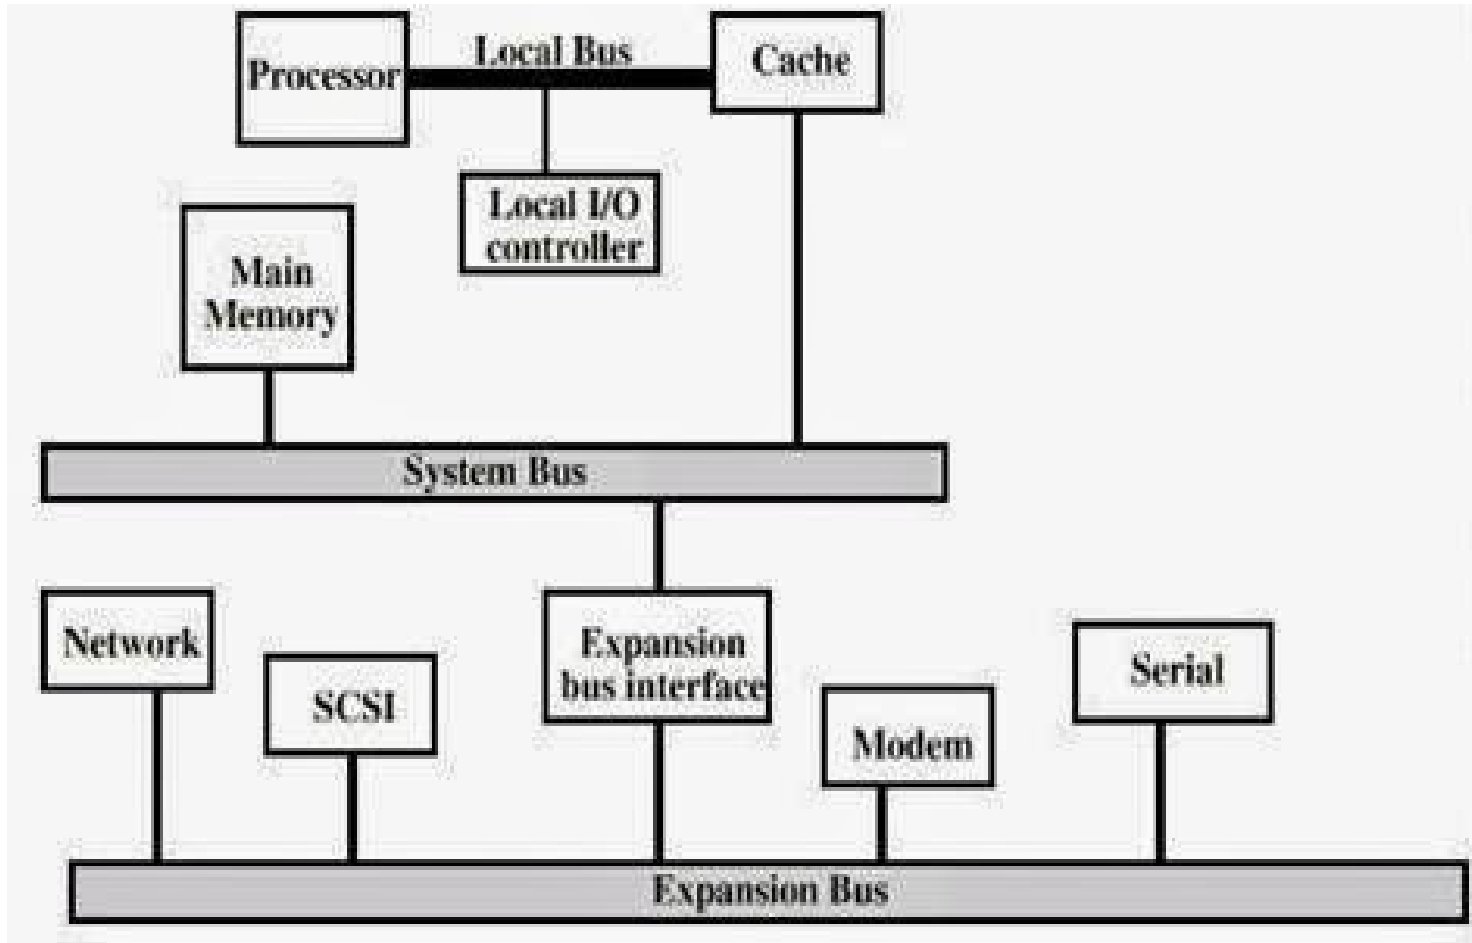 Local Bus
Processor
Cache
Local I/O
controller
Main
Memory
System Bus
Network
SCSI
Expansion
bus interface
Modem
Serial
Expansion Bus